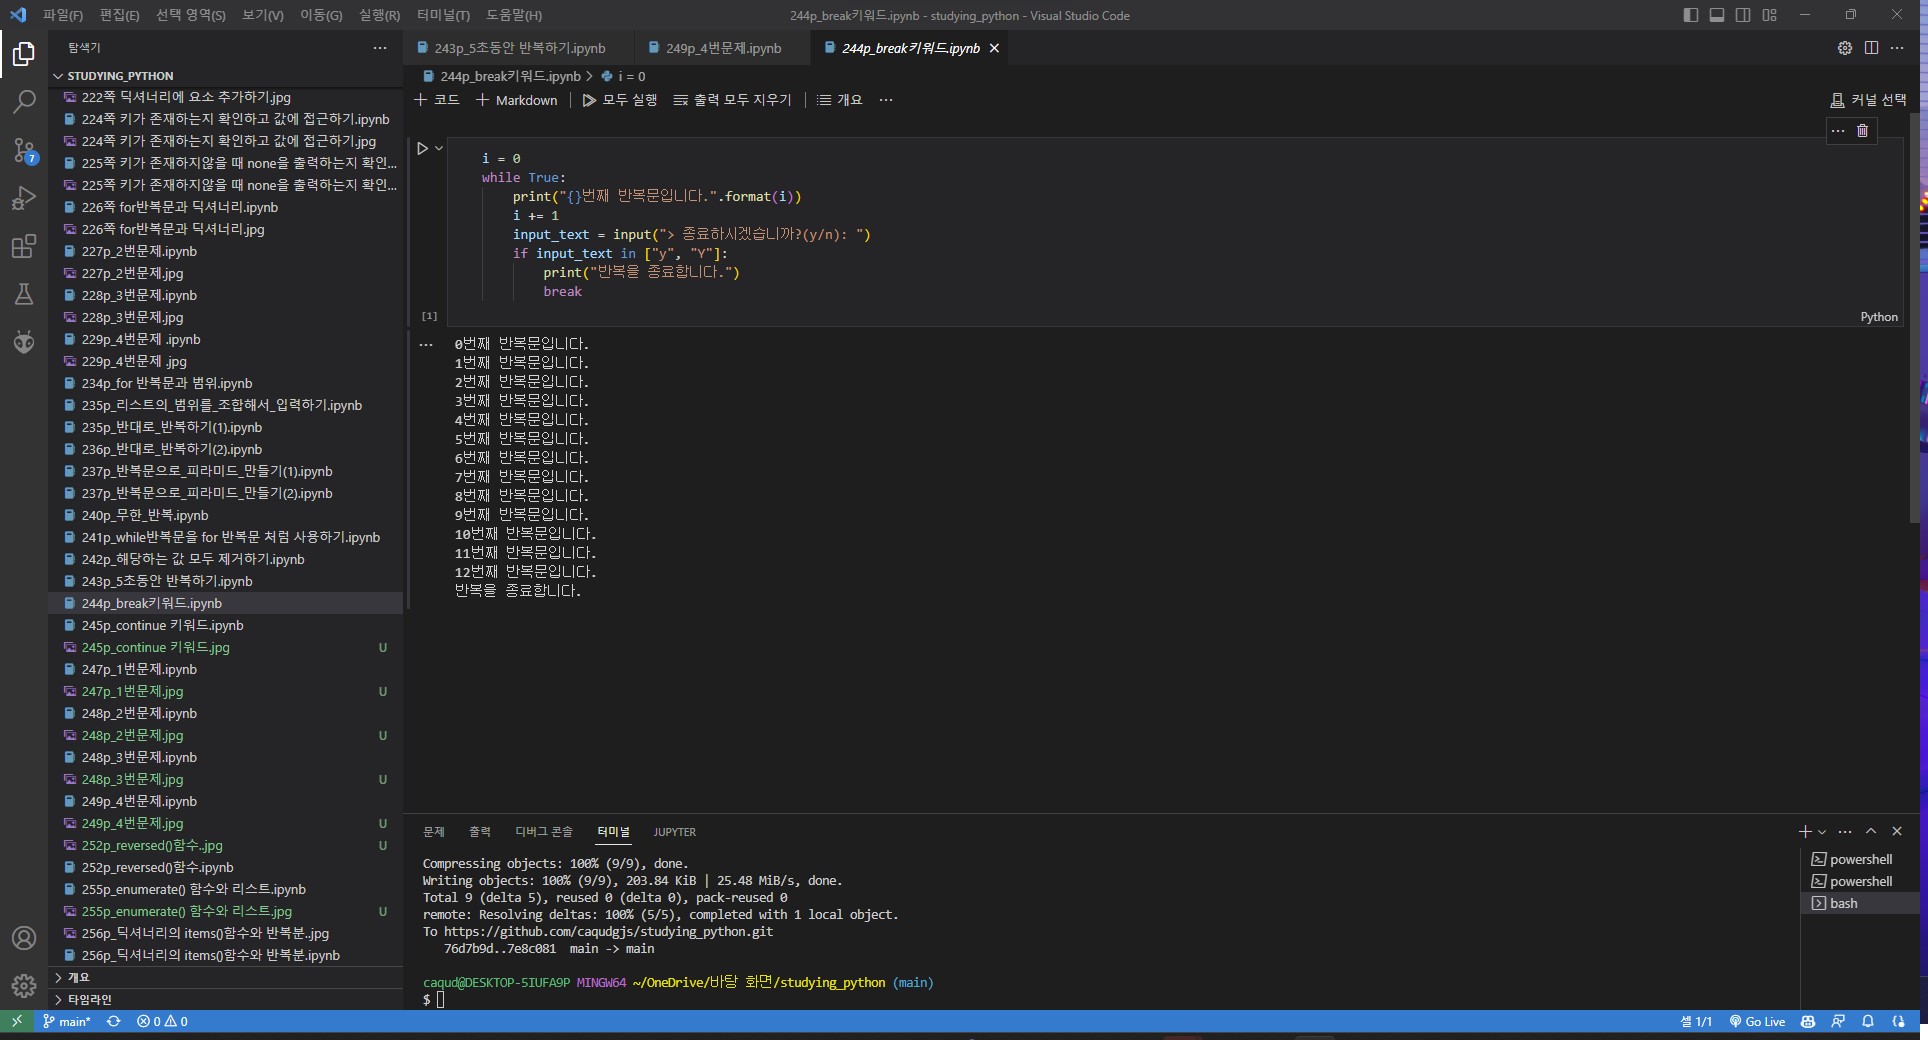 파일(F) 편집(E) 선택 영역(S) 보기(V) 이동(G) 실행(R) 터미널(T) 도움말(H) 244p_break키워드.ipynb - studying_python - Visual Studio Code
탐색기
STUDYING_PYTHON
222쪽 딕셔너리에 요소 추가하기.jpg
224쪽 키가 존재하는지 확인하고 값에 접근하기.ipynb
224쪽 키가 존재하는지 확인하고 값에 접근하기.jpg
225쪽 키가 존재하지않을 때 none을 출력하는지 확인...
225쪽 키가 존재하지않을 때 none을 출력하는지 확인...
226쪽 for반복문과 딕셔너리.ipynb
226쪽 for반복문과 딕셔너리.jpg
227p_2번문제.ipynb
227p_2번문제.jpg
228p_3번문제.ipynb
228p_3번문제.jpg
229p_4번문제 .ipynb
229p_4번문제 .jpg
234p_for 반복문과 범위.ipynb
235p_리스트의_범위를_조합해서_입력하기.ipynb
235p_반대로_반복하기(1).ipynb
236p_반대로_반복하기(2).ipynb
237p_반복문으로_피라미드_만들기(1).ipynb
237p_반복문으로_피라미드_만들기(2).ipynb
240p_무한_반복.ipynb
241p_while반복문을 for 반복문 처럼 사용하기.ipynb
242p_해당하는 값 모두 제거하기.ipynb
243p_5초동안 반복하기.ipynb
244p_break키워드.ipynb
245p_continue 키워드.ipynb
245p_continue 키워드.jpg U
247p_1번문제.ipynb
247p_1번문제.jpg U
248p_2번문제.ipynb
248p_2번문제.jpg U
248p_3번문제.ipynb
248p_3번문제.jpg U
249p_4번문제.ipynb
249p_4번문제.jpg U
252p_reversed()함수..jpg U
252p_reversed()함수.ipynb
255p_enumerate() 함수와 리스트.ipynb
255p_enumerate() 함수와 리스트.jpg U
256p_딕셔너리의 items()함수와 반복분..jpg
256p_딕셔너리의 items()함수와 반복분.ipynb
개요
타임라인
243p_5초동안 반복하기.ipynb 249p_4번문제.ipynb 244p_break키워드.ipynb
244p_break키워드.ipynb > i = 0
코드 Markdown 모두 실행 출력 모두 지우기 개요 ... 커널 선택
i = 0
while True:
print("{}번째 반복문입니다.".format(i))
i += 1
input_text = input("> 종료하시겠습니까?(y/n): ")
if input_text in ["y", "Y"]:
print("반복을 종료합니다.")
break
[1] Python
0번째 반복문입니다.
1번째 반복문입니다.
2번째 반복문입니다.
3번째 반복문입니다.
4번째 반복문입니다.
5번째 반복문입니다.
6번째 반복문입니다.
7번째 반복문입니다.
8번째 반복문입니다.
9번째 반복문입니다.
10번째 반복문입니다.
11번째 반복문입니다.
12번째 반복문입니다.
반복을 종료합니다.
문제 출력 디버그 콘솔 터미널 JUPYTER
Compressing objects: 100% (9/9), done.
Writing objects: 100% (9/9), 203.84 KiB | 25.48 MiB/s, done.
Total 9 (delta 5), reused 0 (delta 0), pack-reused 0
remote: Resolving deltas: 100% (5/5), completed with 1 local object.
To https://github.com/caqudgjs/studying_python.git
76d7b9d..7e8c081 main -> main
caqud@DESKTOP-5IUFA9P MINGW64 ~/OneDrive/바탕 화면/studying_python (main)
$
powershell
powershell
bash
7
main* 0 0 셀 1/1 Go Live